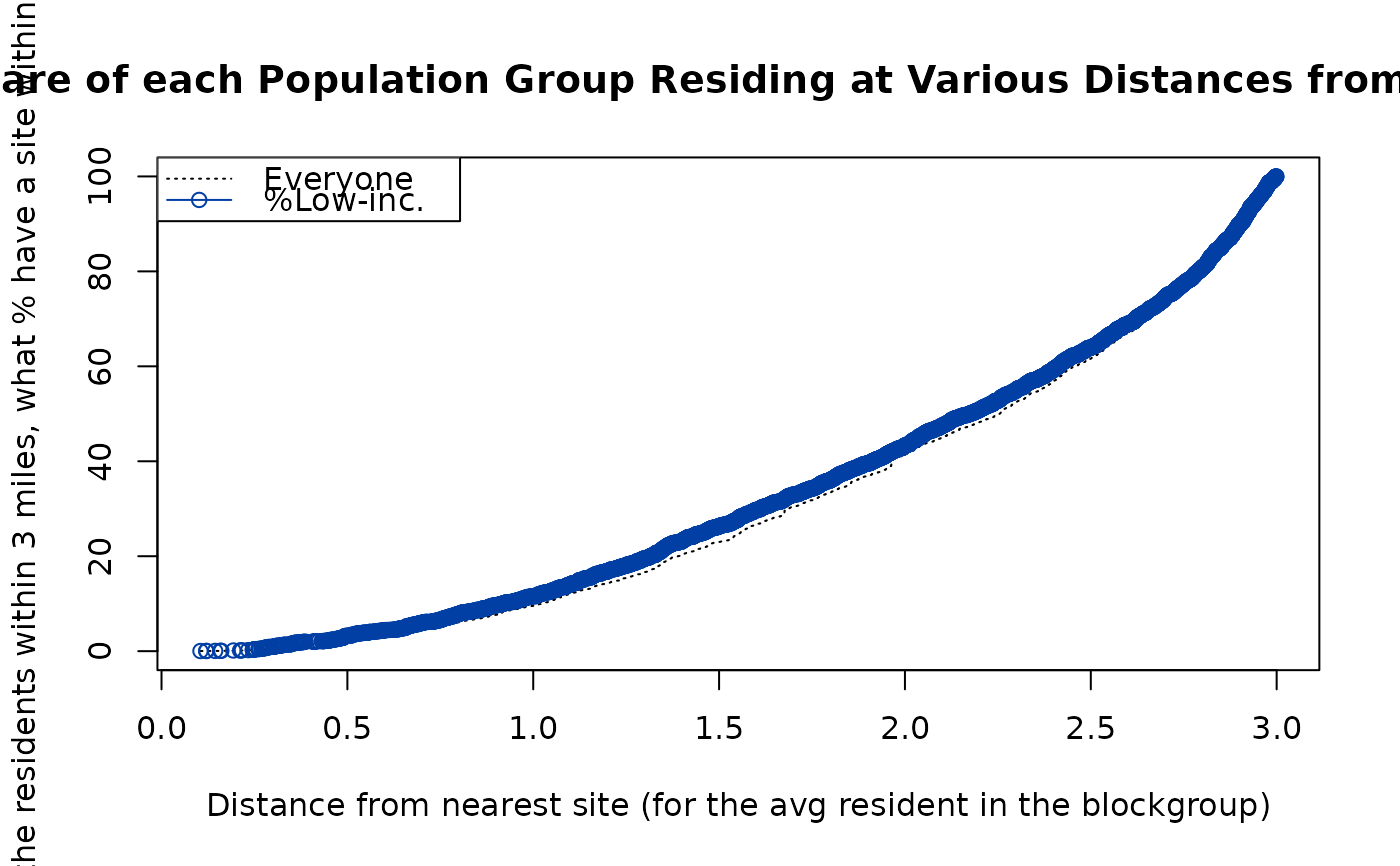 are of each Population Group Residing at Various Distances from
he residents within 3 miles, what % have a site within
Everyone
%Low-inc.
100
80
60
40
20
0
0.0 0.5 1.0 1.5 2.0 2.5 3.0
Distance from nearest site (for the avg resident in the blockgroup)